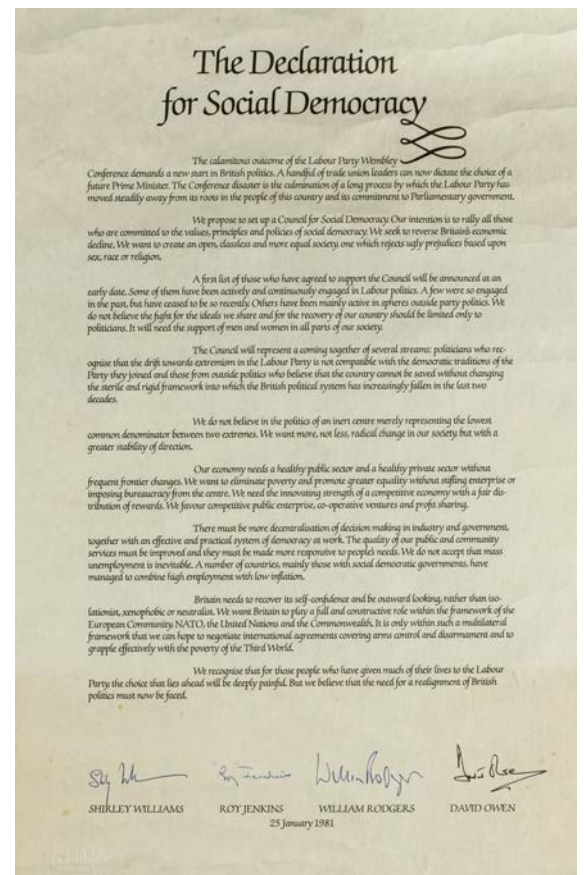 The Declaration
for Social Democracy
The calamitous outcome of the Labour Party Wembley
Conference demands a new start in British politics. A handful of trade union leaders can now dictate the choice of a
future Prime Minister. The Conference disaster is the culmination of a long process by which the Labour Party has
moved steadily away from its roots in the people of this country and its commitment to Parliamentary government.
We propose to set up a Council for Social Democracy. Our intention is to rally all those
who are committed to the values, principles and policies of social democracy. We seek to reverse Britain's economic
decline. We want to create an open, classless and more equal society, one which rejects ugly prejudices based upon
sex, race or religion.
A first list of those who have agreed to support the Council will be announced at an
early date. Some of them have been actively and continuously engaged in Labour politics. A few were so engaged
in the past, but have ceased to be so recently. Others have been mainly active in spheres outside party politics. We
do not believe the fight for the ideals we share and for the recovery of our country should be limited only to
politicians. It will need the support of men and women in all parts of our society.
The Council will represent a coming together of several streams: politicians who rec-
ognise that the drift towards extremism in the Labour Party is not compatible with the democratic traditions of the
Party they joined and those from outside politics who believe that the country cannot be saved without changing
the sterile and rigid framework into which the British political system has increasingly fallen in the last two
decades.
We do not believe in the politics of an inert centre merely representing the lowest
common denominator between two extremes. We want more, not less, radical change in our society, but with a
greater stability of direction.
Our economy needs a healthy public sector and a healthy private sector without
frequent frontier changes. We want to eliminate poverty and promote greater equality without stifling enterprise or
imposing bureaucracy from the centre. We need the innovating strength of a competitive economy with a fair dis-
tribution of rewards. We favour competitive public enterprise, co-operative ventures and profit sharing.
There must be more decentralisation of decision making in industry and government,
together with an effective and practical system of democracy at work. The quality of our public and community
services must be improved and they must be made more responsive to people's needs. We do not accept that mass
unemployment is inevitable. A number of countries, mainly those with social democratic governments, have
managed to combine high employment with low inflation.
Britain needs to recover its self-confidence and be outward looking, rather than iso-
lationist, xenophobic or neutralist. We want Britain to play a full and constructive role within the framework of the
European Community, NATO, the United Nations and the Commonwealth. It is only within such a multilateral
framework that we can hope to negotiate international agreements covering arms control and disarmament and to
grapple effectively with the poverty of the Third World.
We recognise that for those people who have given much of their lives to the Labour
Party, the choice that lies ahead will be deeply painful. But we believe that the need for a realignment of British
politics must now be faced.
Roy Jenkins William Rodgers
SHIRLEY WILLIAMS ROY JENKINS WILLIAM RODGERS DAVID OWEN
25 January 1981